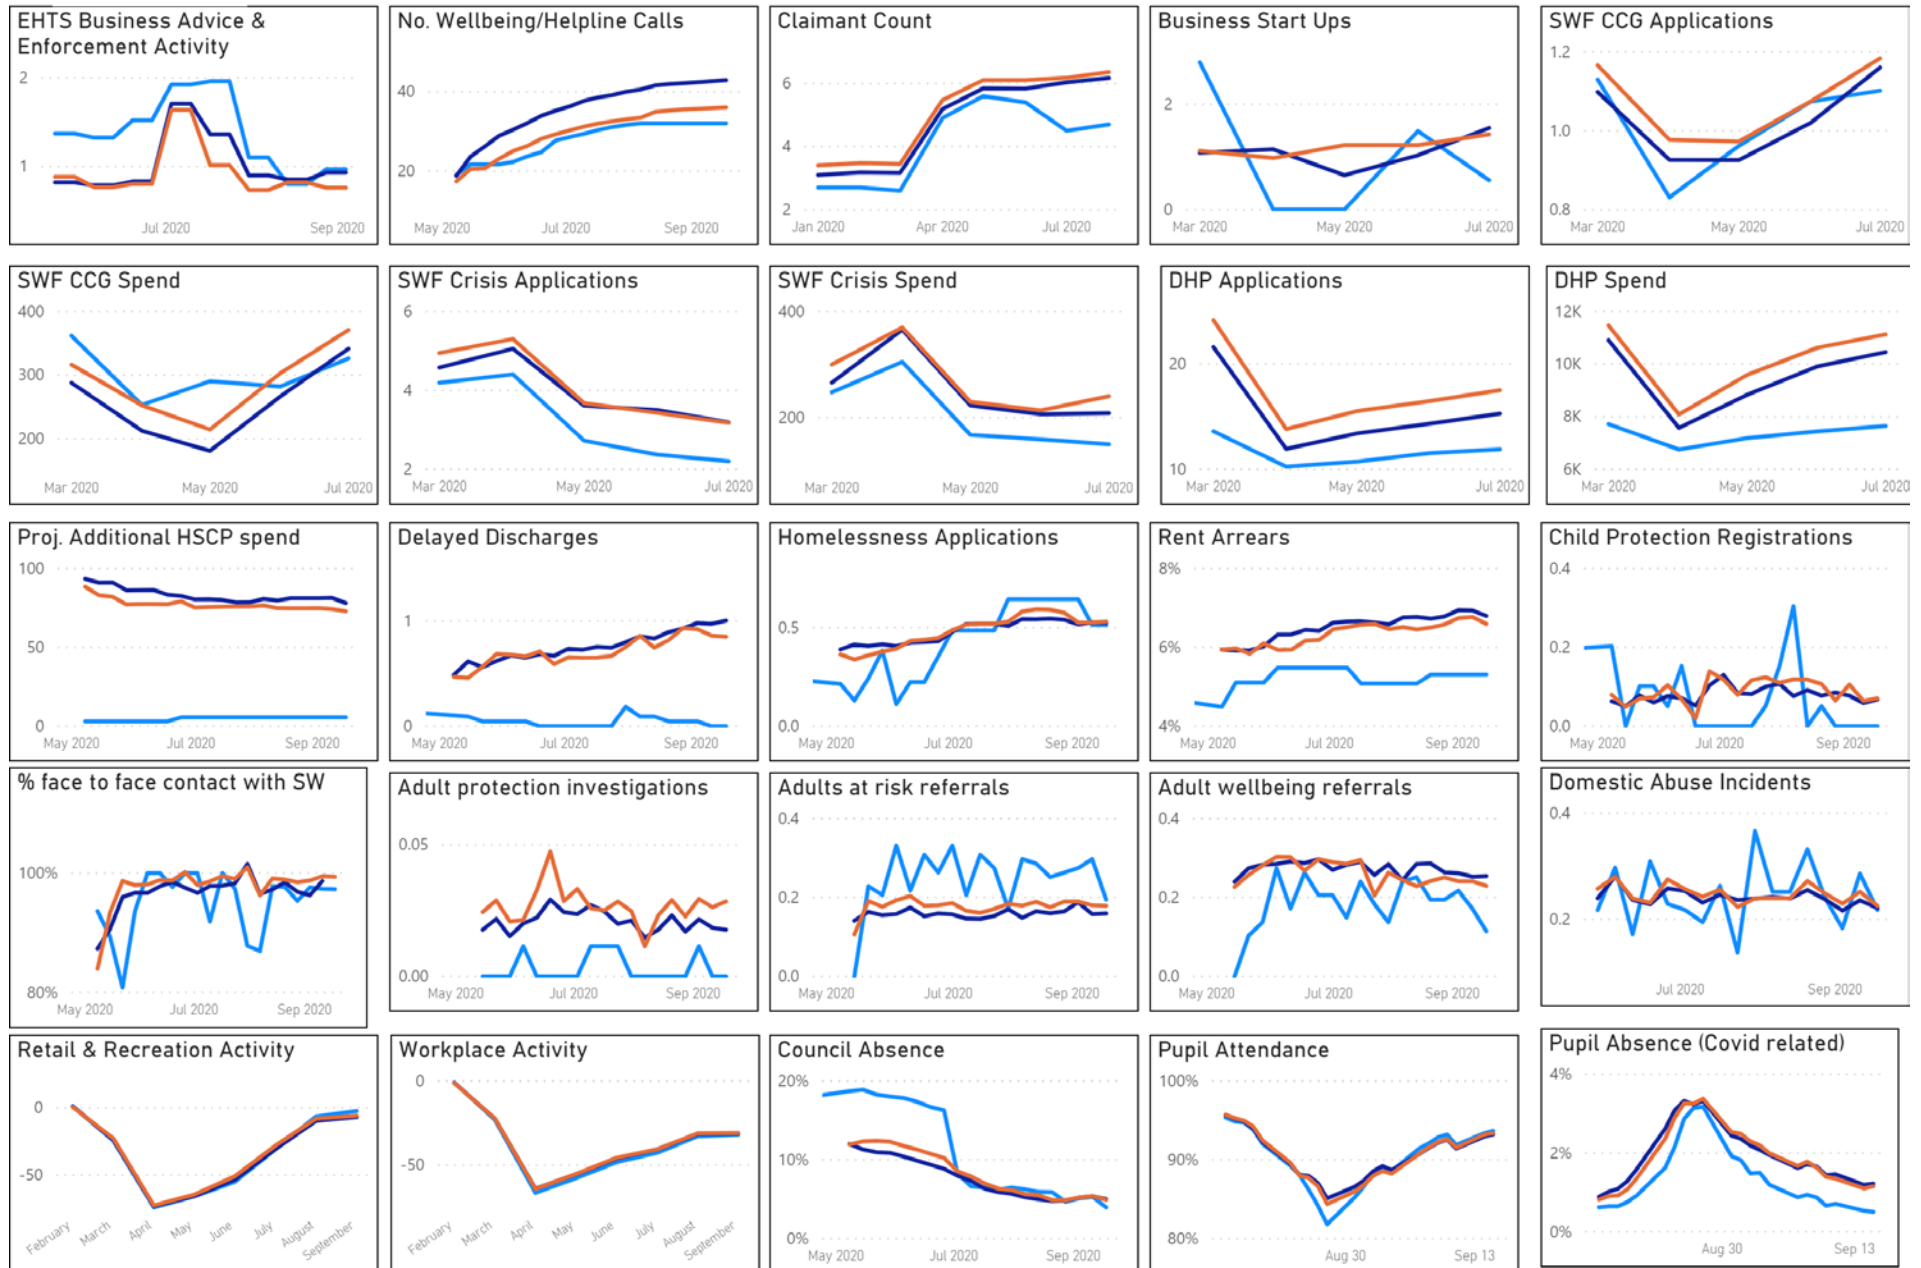 EHTS Business Advice &
Enforcement Activity
2
1
Jul 2020
Sep 2020
No. Wellbeing/Helpline Calls
40
20
May 2020
Jul 2020
Sep 2020
Claimant Count
6
4
2
Jan 2020
Apr 2020
Jul 2020
Business Start Ups
2
0
Mar 2020
May 2020
Jul 2020
SWF CCG Applications
1.2
1.0
0.8
Mar 2020
May 2020
Jul 2020
SWF CCG Spend
400
300
200
Mar 2020
May 2020
Jul 2020
SWF Crisis Applications
6
4
2
Mar 2020
May 2020
Jul 2020
SWF Crisis Spend
400
200
Mar 2020
May 2020
Jul 2020
DHP Applications
20
10
Mar 2020
May 2020
Jul 2020
DHP Spend
12K
10K
8K
6K
Mar 2020
May 2020
Jul 2020
Proj. Additional HSCP spend
100
50
0
May 2020
Jul 2020
Sep 2020
Delayed Discharges
1
0
May 2020
Jul 2020
Sep 2020
Homelessness Applications
0.5
0.0
May 2020
Jul 2020
Sep 2020
Rent Arrears
8%
6%
4%
May 2020
Jul 2020
Sep 2020
Child Protection Registrations
0.4
0.2
0.0
May 2020
Jul 2020
Sep 2020
% face to face contact with SW
100%
80%
May 2020
Jul 2020
Sep 2020
Adult protection investigations
0.05
0.00
May 2020
Jul 2020
Sep 2020
Adults at risk referrals
0.4
0.2
0.0
May 2020
Jul 2020
Sep 2020
Adult wellbeing referrals
0.4
0.2
0.0
May 2020
Jul 2020
Sep 2020
Domestic Abuse Incidents
0.4
0.2
Jul 2020
Sep 2020
Retail & Recreation Activity
0
-50
February
March
April
May
June
July
August
September
Workplace Activity
0
-50
February
March
April
May
June
July
August
September
Council Absence
20%
10%
0%
May 2020
Jul 2020
Sep 2020
Pupil Attendance
100%
90%
80%
Aug 30
Sep 13
Pupil Absence (Covid related)
4%
2%
0%
Aug 30
Sep 13